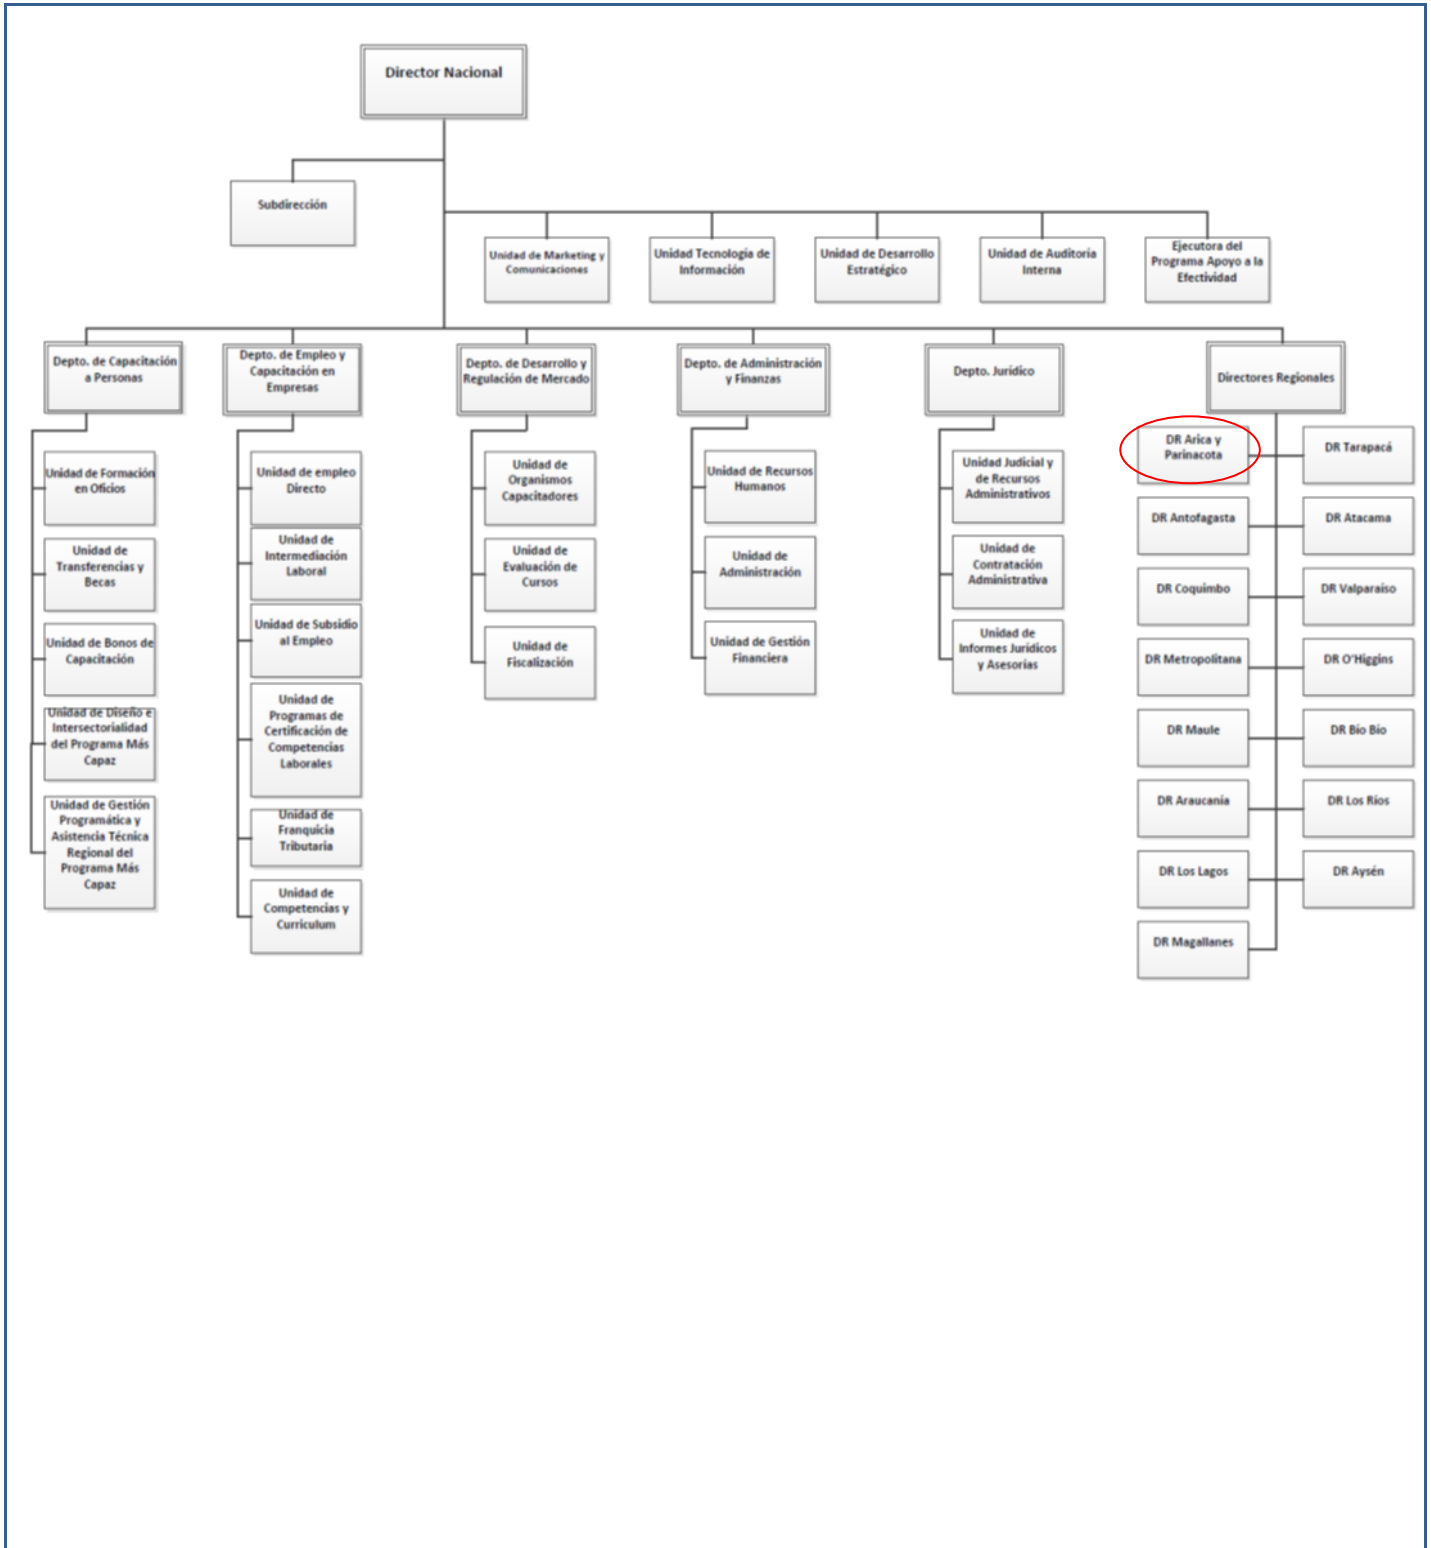 Director Nacional
Subdirección
Unidad de Marketing y
Comunicaciones
Unidad Tecnología de
Información
Unidad de Desarrollo
Estratégico
Unidad de Auditoría
Interna
Ejecutora del
Programa Apoyo a la
Efectividad
Depto. de Capacitación
a Personas
Depto. de Empleo y
Capacitación en
Empresas
Depto. de Desarrollo y
Regulación de Mercado
Depto. de Administración
y Finanzas
Depto. Jurídico
Directores Regionales
Unidad de Formación
en Oficios
Unidad de
Transferencias y
Becas
Unidad de Bonos de
Capacitación
Unidad de Diseño e
Intersectorialidad
del Programa Más
Capaz
Unidad de Gestión
Programática y
Asistencia Técnica
Regional del
Programa Más
Capaz
Unidad de empleo
Directo
Unidad de
Intermediación
Laboral
Unidad de Subsidio
al Empleo
Unidad de
Programas de
Certificación de
Competencias
Laborales
Unidad de
Franquicia
Tributaria
Unidad de
Competencias y
Curriculum
Unidad de
Organismos
Capacitadores
Unidad de
Evaluación de
Cursos
Unidad de
Fiscalización
Unidad de Recursos
Humanos
Unidad de
Administración
Unidad de Gestión
Financiera
Unidad Judicial y
de Recursos
Administrativos
Unidad de
Contratación
Administrativa
Unidad de
Informes Jurídicos
y Asesorías
DR Arica y
Parinacota
DR Tarapacá
DR Antofagasta
DR Atacama
DR Coquimbo
DR Valparaíso
DR Metropolitana
DR O'Higgins
DR Maule
DR Bío Bío
DR Araucanía
DR Los Ríos
DR Los Lagos
DR Aysén
DR Magallanes